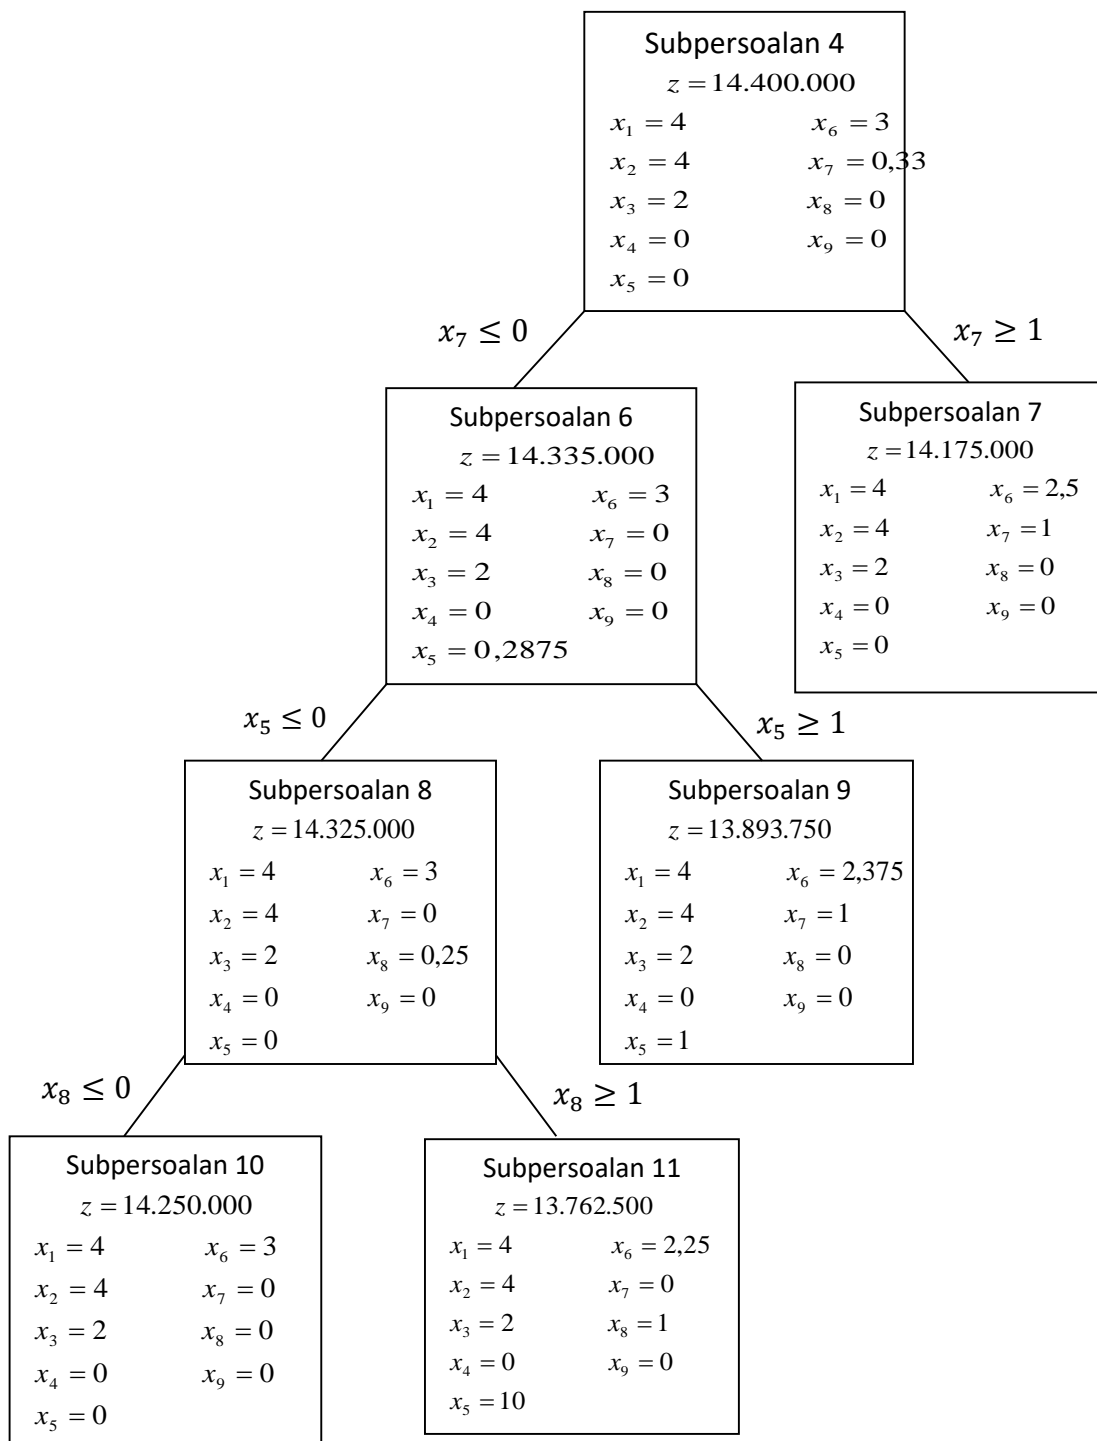 Subpersoalan 4
z = 14.400.000
x₁ = 4 x₆ = 3
x₂ = 4 x₇ = 0,33
x₃ = 2 x₈ = 0
x₄ = 0 x₉ = 0
x₅ = 0
x₇ ≤ 0 x₇ ≥ 1
Subpersoalan 6
z = 14.335.000
x₁ = 4 x₆ = 3
x₂ = 4 x₇ = 0
x₃ = 2 x₈ = 0
x₄ = 0 x₉ = 0
x₅ = 0,2875
Subpersoalan 7
z = 14.175.000
x₁ = 4 x₆ = 2,5
x₂ = 4 x₇ = 1
x₃ = 2 x₈ = 0
x₄ = 0 x₉ = 0
x₅ = 0
x₅ ≤ 0 x₅ ≥ 1
Subpersoalan 8
z = 14.325.000
x₁ = 4 x₆ = 3
x₂ = 4 x₇ = 0
x₃ = 2 x₈ = 0,25
x₄ = 0 x₉ = 0
x₅ = 0
Subpersoalan 9
z = 13.893.750
x₁ = 4 x₆ = 2,375
x₂ = 4 x₇ = 1
x₃ = 2 x₈ = 0
x₄ = 0 x₉ = 0
x₅ = 1
x₈ ≤ 0 x₈ ≥ 1
Subpersoalan 10
z = 14.250.000
x₁ = 4 x₆ = 3
x₂ = 4 x₇ = 0
x₃ = 2 x₈ = 0
x₄ = 0 x₉ = 0
x₅ = 0
Subpersoalan 11
z = 13.762.500
x₁ = 4 x₆ = 2,25
x₂ = 4 x₇ = 0
x₃ = 2 x₈ = 1
x₄ = 0 x₉ = 0
x₅ = 10